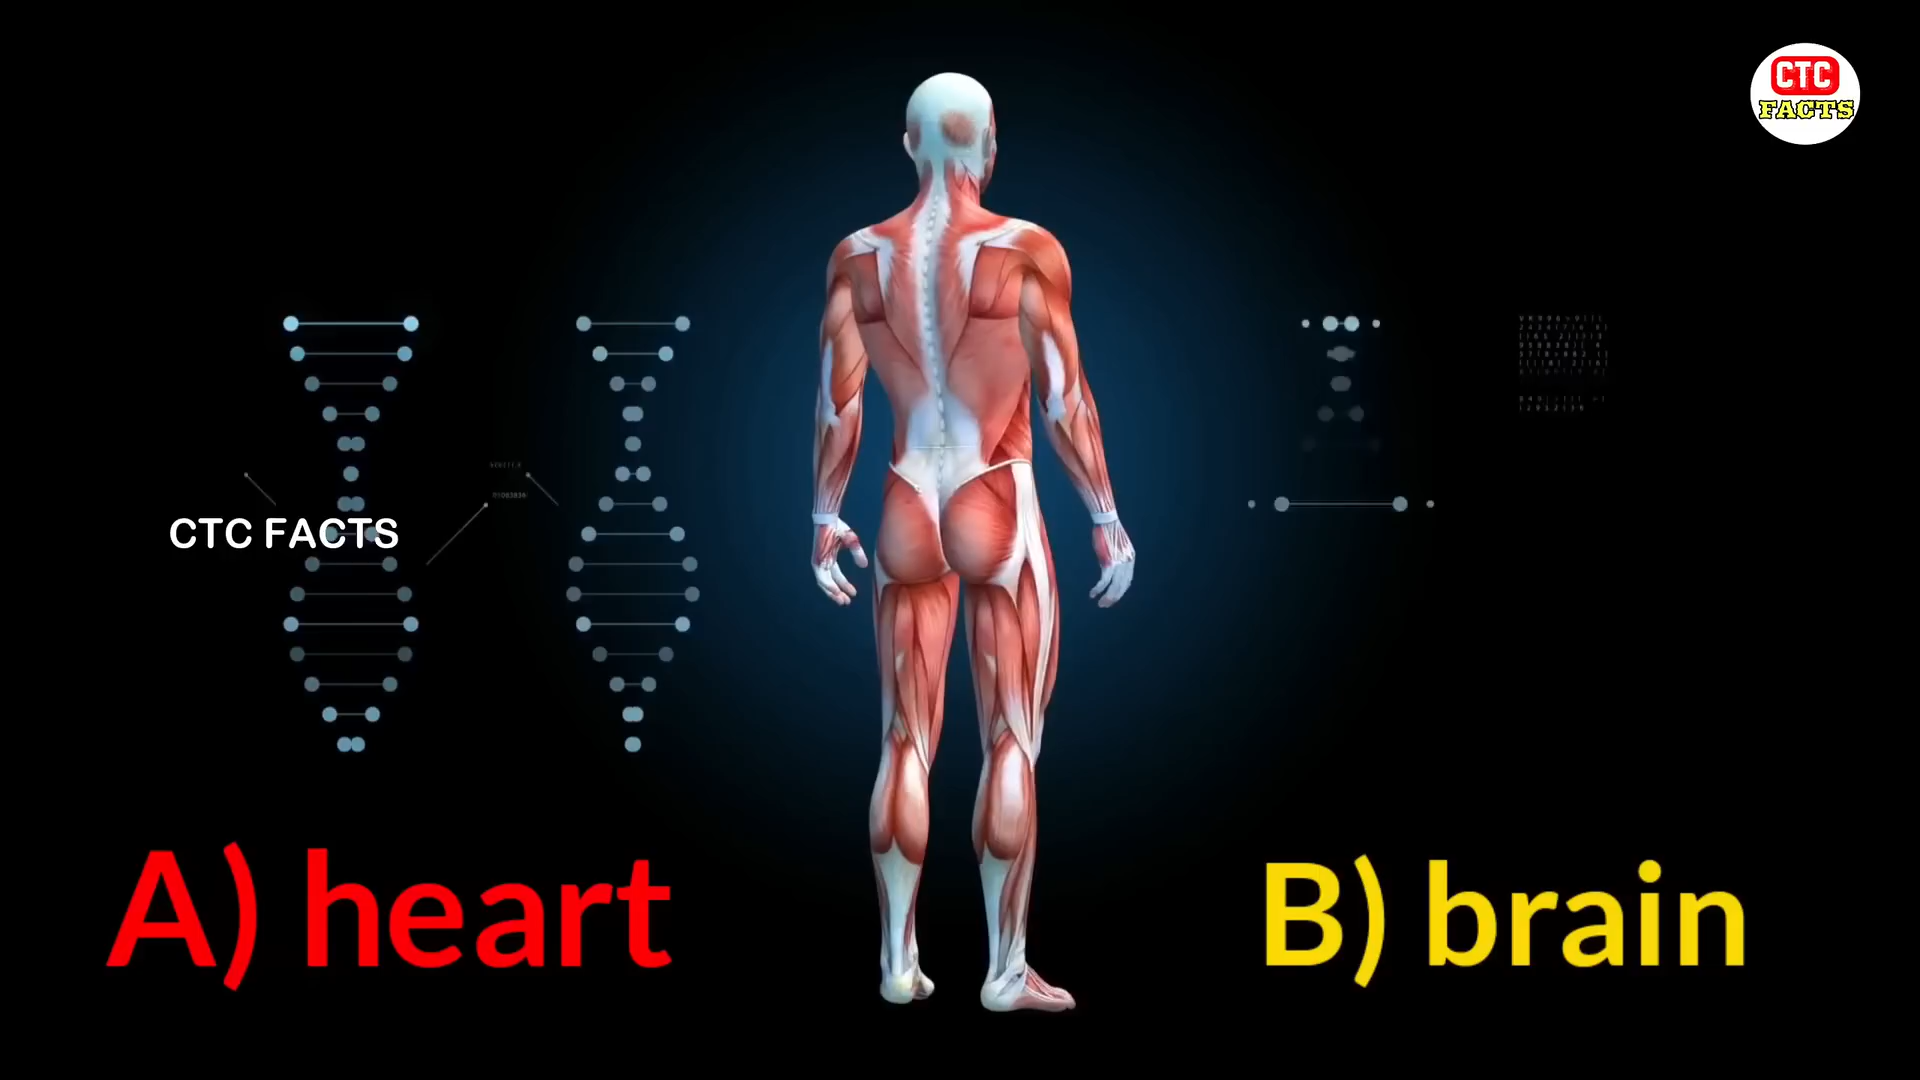 CTC
FACTS
CTC FACTS
A) heart
B) brain